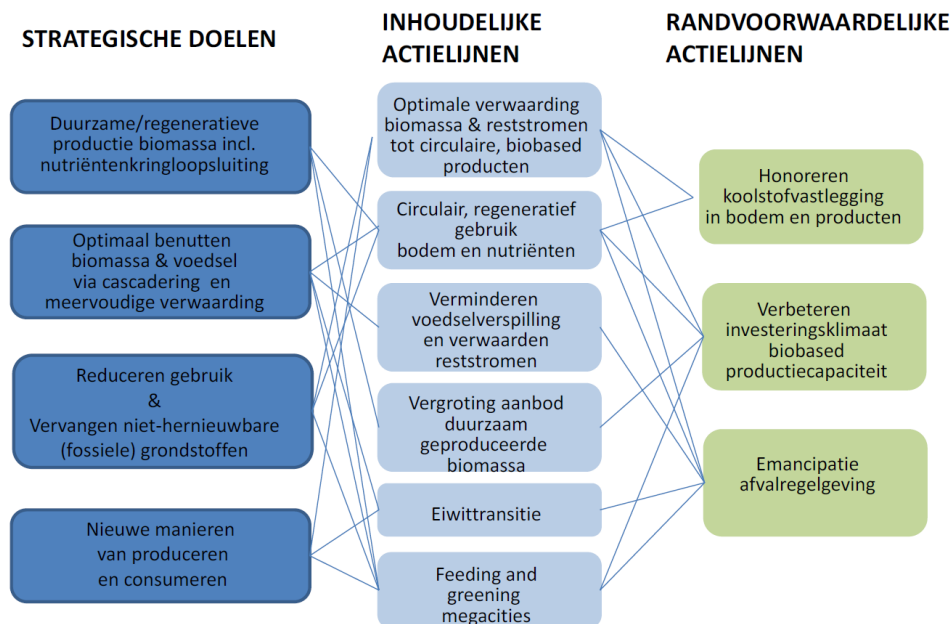 STRATEGISCHE DOELEN
Duurzame/regeneratieve
productie biomassa incl.
nutriëntenkringloopsluiting
Optimaal benutten
biomassa & voedsel
via cascadering en
meervoudige verwaarding
Reduceren gebruik
&
Vervangen niet-hernieuwbare
(fossiele) grondstoffen
Nieuwe manieren
van produceren
en consumeren
INHOUDELIJKE
ACTIELIJNEN
Optimale verwaarding
biomassa & reststromen
tot circulaire, biobased
producten
Circulair, regeneratief
gebruik
bodem en nutriënten
Verminderen
voedselverspilling
en verwaarden
reststromen
Vergroting aanbod
duurzaam
geproduceerde
biomassa
Eiwittransitie
Feeding and
greening
megacities
RANDVOORWAARDELIJKE
ACTIELIJNEN
Honoreren
koolstofvastlegging
in bodem en producten
Verbeteren
investeringsklimaat
biobased
productiecapaciteit
Emancipatie
afvalregelgeving